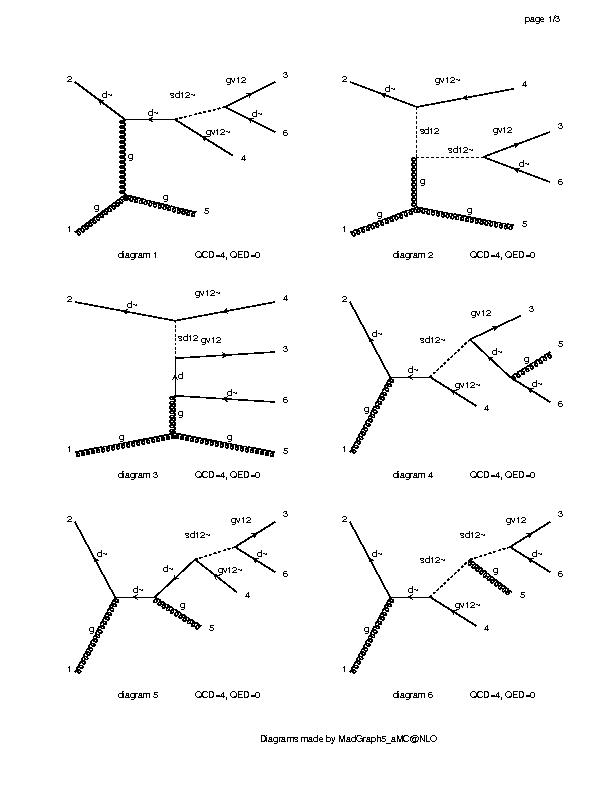 page 1/3
2 d~ g d~ sd12~ gv12 3 d~ 6 gv12~ 4 g g 5 1
diagram 1 QCD=4, QED=0
2 d~ gv12~ 4 sd12 gv12 3 sd12~ d~ 6 g g g 5 1
diagram 2 QCD=4, QED=0
2 d~ gv12~ 4 sd12 gv12 3 d d~ 6 g g g 5 1
diagram 3 QCD=4, QED=0
2 d~ g 1 d~ sd12~ gv12 3 d~ g 5 d~ 6 gv12~ 4
diagram 4 QCD=4, QED=0
2 d~ g 1 d~ d~ sd12~ gv12 3 d~ 6 gv12~ 4 g 5
diagram 5 QCD=4, QED=0
2 d~ g 1 d~ sd12~ sd12~ gv12 3 d~ 6 g 5 gv12~ 4
diagram 6 QCD=4, QED=0
Diagrams made by MadGraph5_aMC@NLO